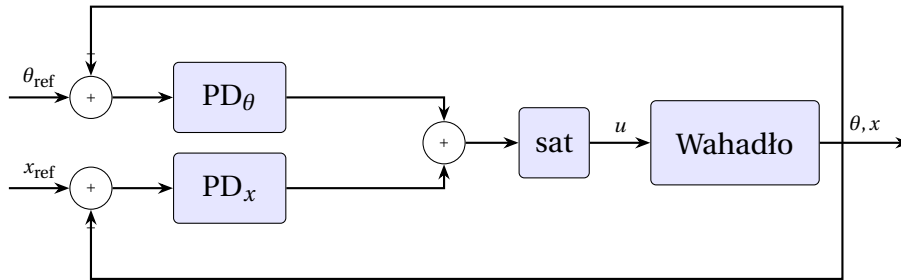 −
θref
+
PDθ
+
sat
u
Wahadło
θ, x
xref
+
PDx
−